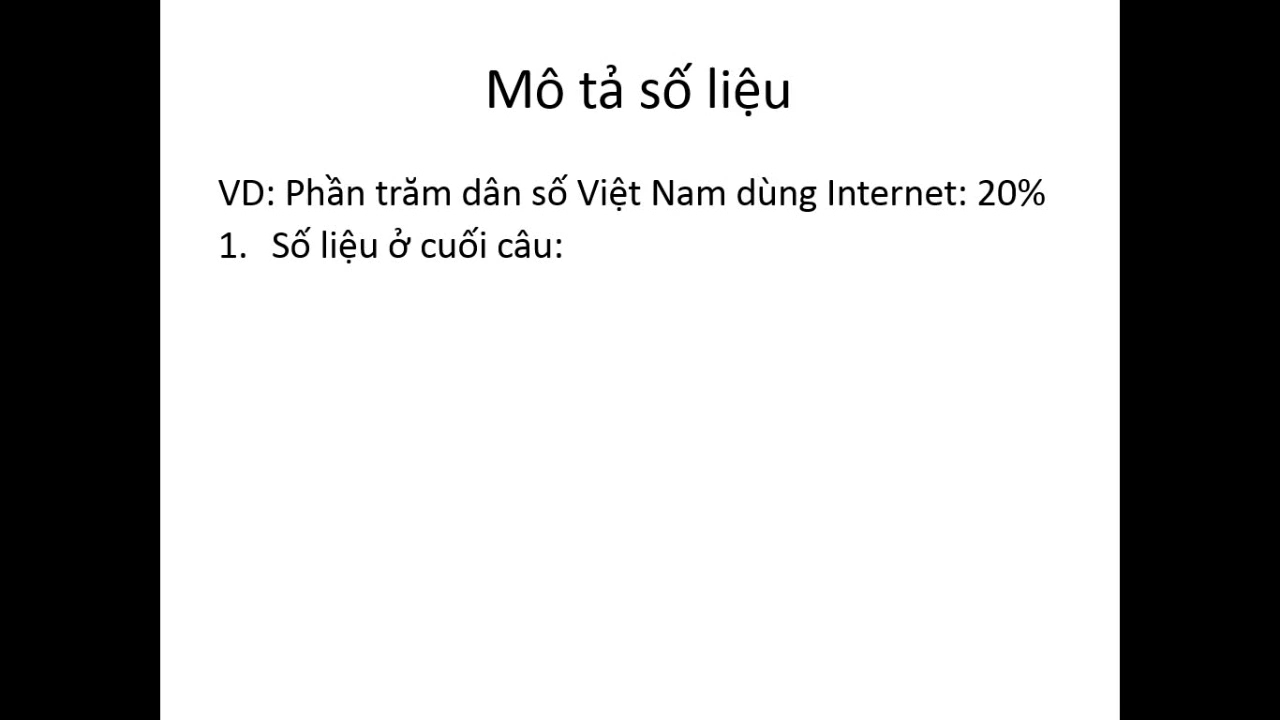 Mô tả số liệu
VD: Phần trăm dân số Việt Nam dùng Internet: 20%
1. Số liệu ở cuối câu: